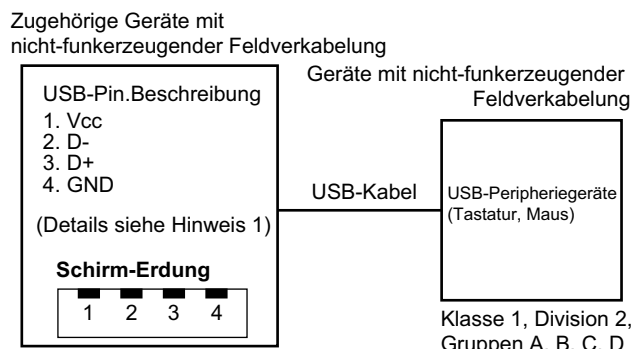 Zugehörige Geräte mit
nicht-funkerzeugender Feldverkabelung
Geräte mit nicht-funkerzeugender
Feldverkabelung
USB-Pin.Beschreibung
1. Vcc
2. D-
3. D+
4. GND
(Details siehe Hinweis 1)
Schirm-Erdung
1 2 3 4
USB-Kabel
USB-Peripheriegeräte
(Tastatur, Maus)
Klasse 1, Division 2,
Gruppen A, B, C, D